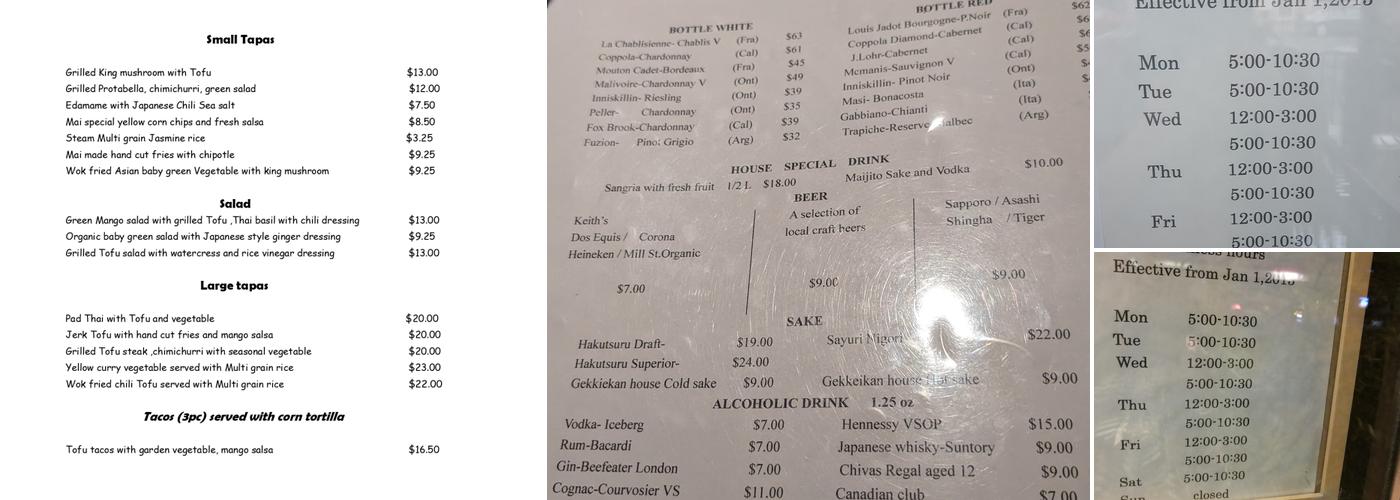 Small Tapas
Grilled King mushroom with Tofu $13.00
Grilled Protabella, chimicurri, green salad $12.00
Edamame with Japanese Chili Sea salt $7.50
Mai special yellow corn chips and fresh salsa $8.50
Steam Multi grain Jasmine rice $3.25
Mai made hand cut fries with chipotle $9.25
Wok fried Asian baby green Vegetable with king mushroom $9.25
Salad
Green Mango salad with grilled Tofu ,Thai basil with chili dressing $13.00
Organic baby green salad with Japanese style ginger dressing $9.25
Grilled Tofu salad with watercress and rice vinegar dressing $13.00
Large tapas
Pad Thai with Tofu and vegetable $20.00
Jerk Tofu with hand cut fries and mango salsa $20.00
Grilled Tofu steak ,chimichurri with seasonal vegetable $20.00
Yellow curry vegetable served with Multi grain rice $23.00
Wok fried chili Tofu served with Multi grain rice $22.00
Tacos (3pc) served with corn tortilla
Tofu tacos with garden vegetable, mango salsa $16.50
BOTTLE WHITE
La Chablisienne- Chablis V (Fra) $63
Coppola-Chardonnay (Cal) $61
Mouton Cadet-Bordeaux (Fra) $45
Malivoire-Chardonnay V (Ont) $49
Inniskillin- Riesling (Ont) $39
Peller- Chardonnay (Ont) $35
Fox Brook-Chardonnay (Cal) $39
Fuzion- Pinot Grigio (Arg) $32
BOTTLE RED
Louis Jadot Bourgogne-P.Noir (Fra) $62
Coppola Diamond-Cabernet (Cal)
J.Lohr-Cabernet (Cal)
Mcmanis-Sauvignon V (Cal)
Inniskillin- Pinot Noir (Ont)
Masi- Bonacosta (Ita)
Gabbiano-Chianti (Ita)
Trapiche-Reserve Malbec (Arg)
HOUSE SPECIAL DRINK
Sangria with fresh fruit 1/2 L $18.00 Maijito Sake and Vodka $10.00
BEER
Keith's
Dos Equis / Corona
Heineken / Mill St.Organic
$7.00
A selection of
local craft beers
$9.00
Sapporo / Asashi
Shingha / Tiger
$9.00
SAKE
Hakutsuru Draft- $19.00 Sayuri Nigori $22.00
Hakutsuru Superior- $24.00
Gekkiekan house Cold sake $9.00 Gekkeikan house Hot sake $9.00
ALCOHOLIC DRINK 1.25 oz
Vodka- Iceberg $7.00 Hennessy VSOP $15.00
Rum-Bacardi $7.00 Japanese whisky-Suntory $9.00
Gin-Beefeater London $7.00 Chivas Regal aged 12 $9.00
Cognac-Courvosier VS $11.00 Canadian club $7.00
Effective from Jan 1,2013
Mon 5:00-10:30
Tue 5:00-10:30
Wed 12:00-3:00
5:00-10:30
Thu 12:00-3:00
5:00-10:30
Fri 12:00-3:00
5:00-10:30
hours
Effective from Jan 1,2013
Mon 5:00-10:30
Tue 5:00-10:30
Wed 12:00-3:00
5:00-10:30
Thu 12:00-3:00
5:00-10:30
Fri 12:00-3:00
5:00-10:30
Sat 5:00-10:30
Sun closed